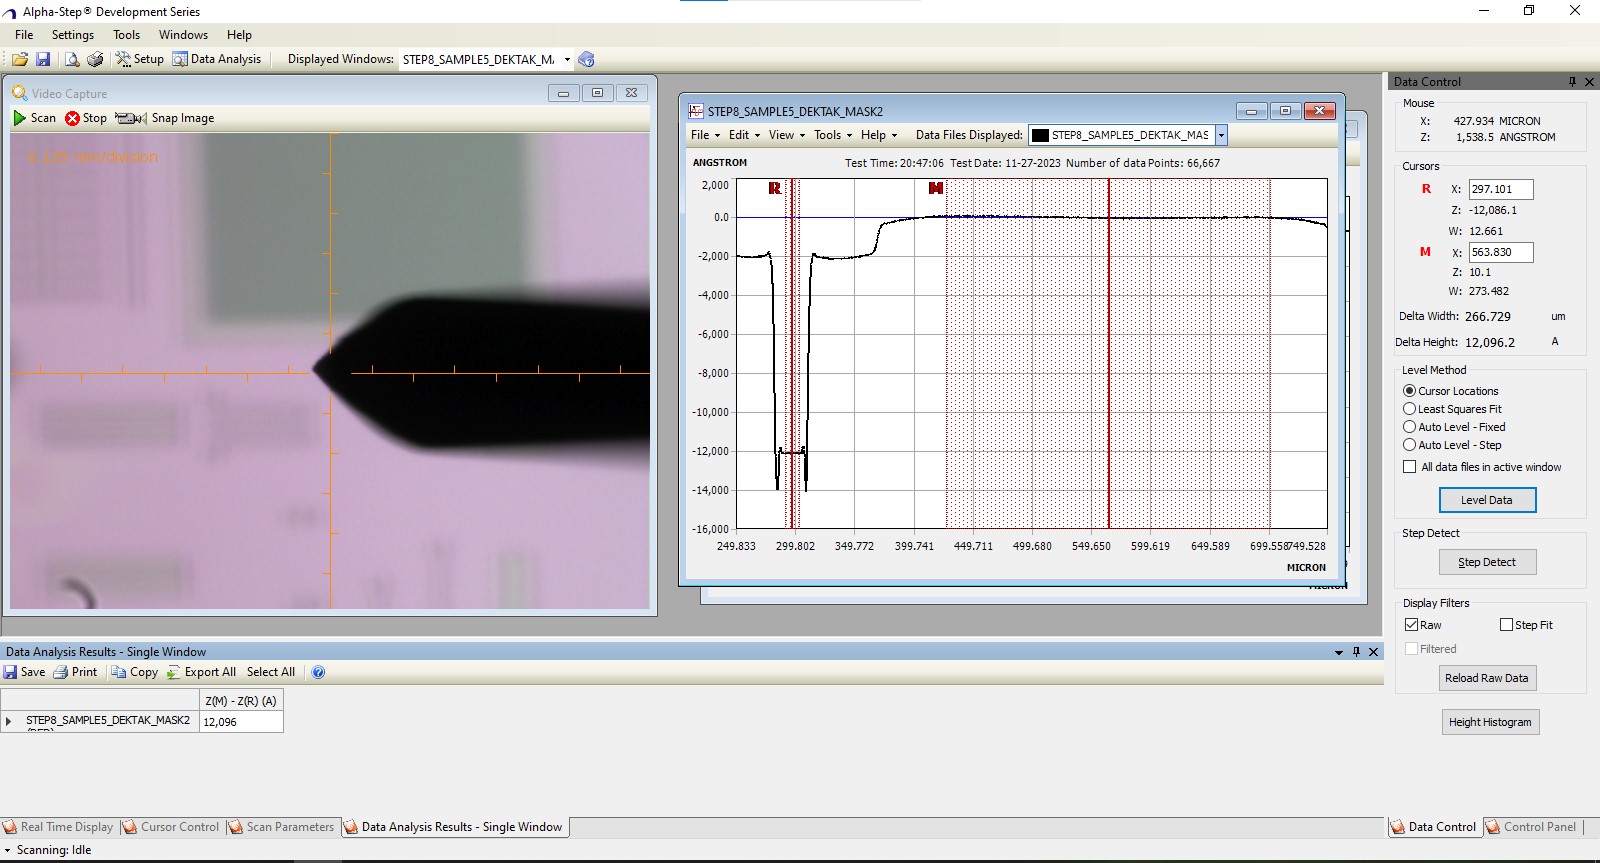 Alpha-Step® Development Series
File Settings Tools Windows Help
Setup Data Analysis Displayed Windows: STEP8_SAMPLE5_DEKTAK_M
Video Capture
Scan Stop Snap Image
0.125 mm/division
STEP8_SAMPLE5_DEKTAK_MASK2
File Edit View Tools Help Data Files Displayed: STEP8_SAMPLE5_DEKTAK_MAS
ANGSTROM Test Time: 20:47:06 Test Date: 11-27-2023 Number of data Points: 66,667
R M
2,000
0.0
-2,000
-4,000
-6,000
-8,000
-10,000
-12,000
-14,000
-16,000
249.833 299.802 349.772 399.741 449.711 499.680 549.650 599.619 649.589 699.558 749.528
MICRON
Data Control
Mouse
X: 427.934 MICRON
Z: 1,538.5 ANGSTROM
Cursors
R X: 297.101
Z: -12,086.1
W: 12.661
M X: 563.830
Z: 10.1
W: 273.482
Delta Width: 266.729 um
Delta Height: 12,096.2 A
Level Method
Cursor Locations
Least Squares Fit
Auto Level - Fixed
Auto Level - Step
All data files in active window
Level Data
Step Detect
Step Detect
Display Filters
Raw Step Fit
Filtered
Reload Raw Data
Height Histogram
Data Control Control Panel
Data Analysis Results - Single Window
Save Print Copy Export All Select All
Z(M) - Z(R) (A)
STEP8_SAMPLE5_DEKTAK_MASK2 12,096
Real Time Display Cursor Control Scan Parameters Data Analysis Results - Single Window
Scanning: Idle